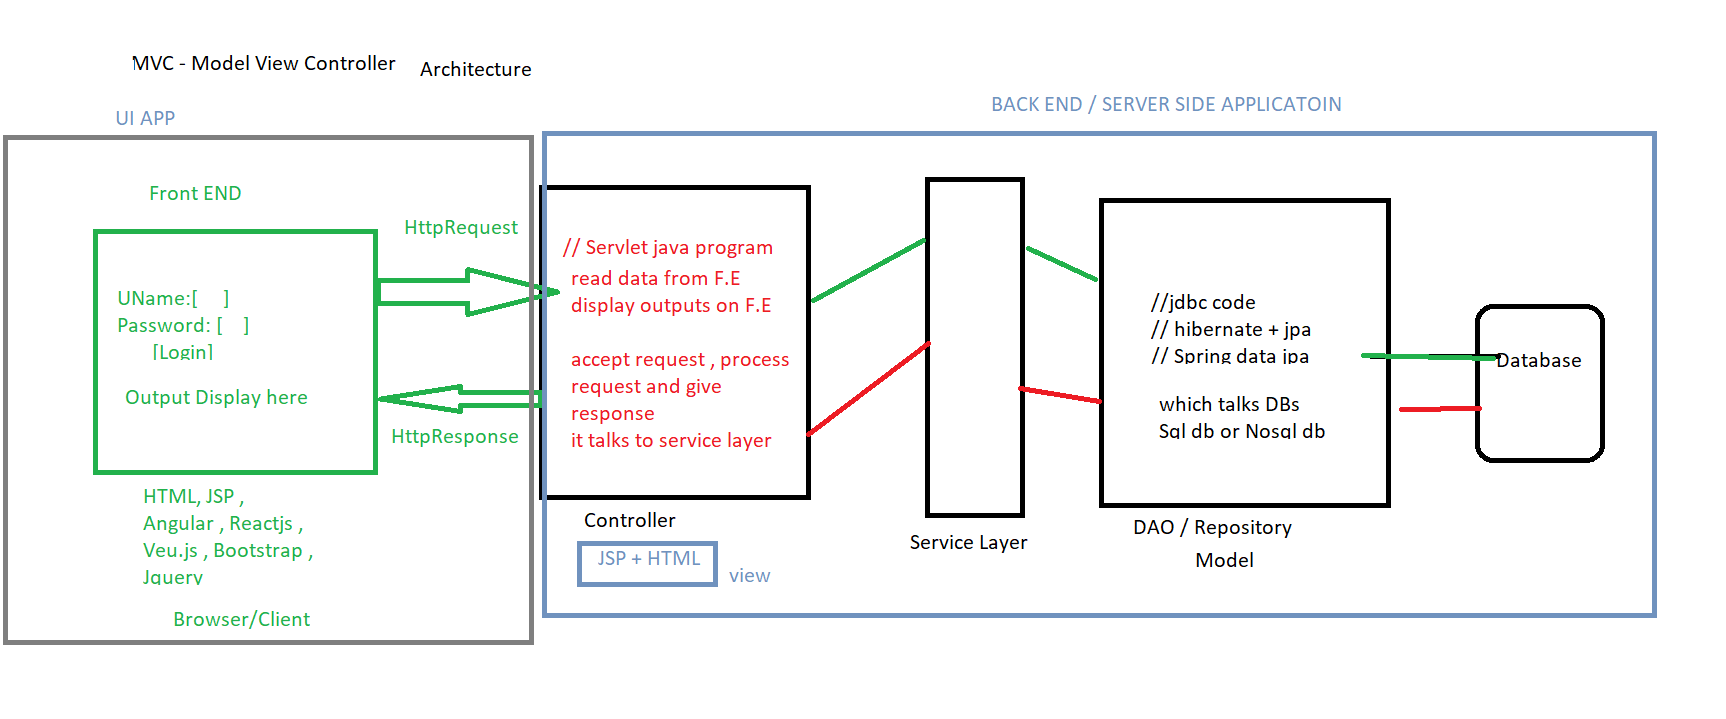 MVC - Model View Controller
Architecture
UI APP
BACK END / SERVER SIDE APPLICATOIN
Front END
HttpRequest
UName:[ ]
Password: [ ]
[Login]
Output Display here
HttpResponse
HTML, JSP ,
Angular , Reactjs ,
Veu.js , Bootstrap ,
Jquery
Browser/Client
// Servlet java program
read data from F.E
display outputs on F.E
accept request , process
request and give
response
it talks to service layer
Controller
JSP + HTML
view
Service Layer
//jdbc code
// hibernate + jpa
// Spring data jpa
which talks DBs
Sql db or Nosql db
DAO / Repository
Model
Database